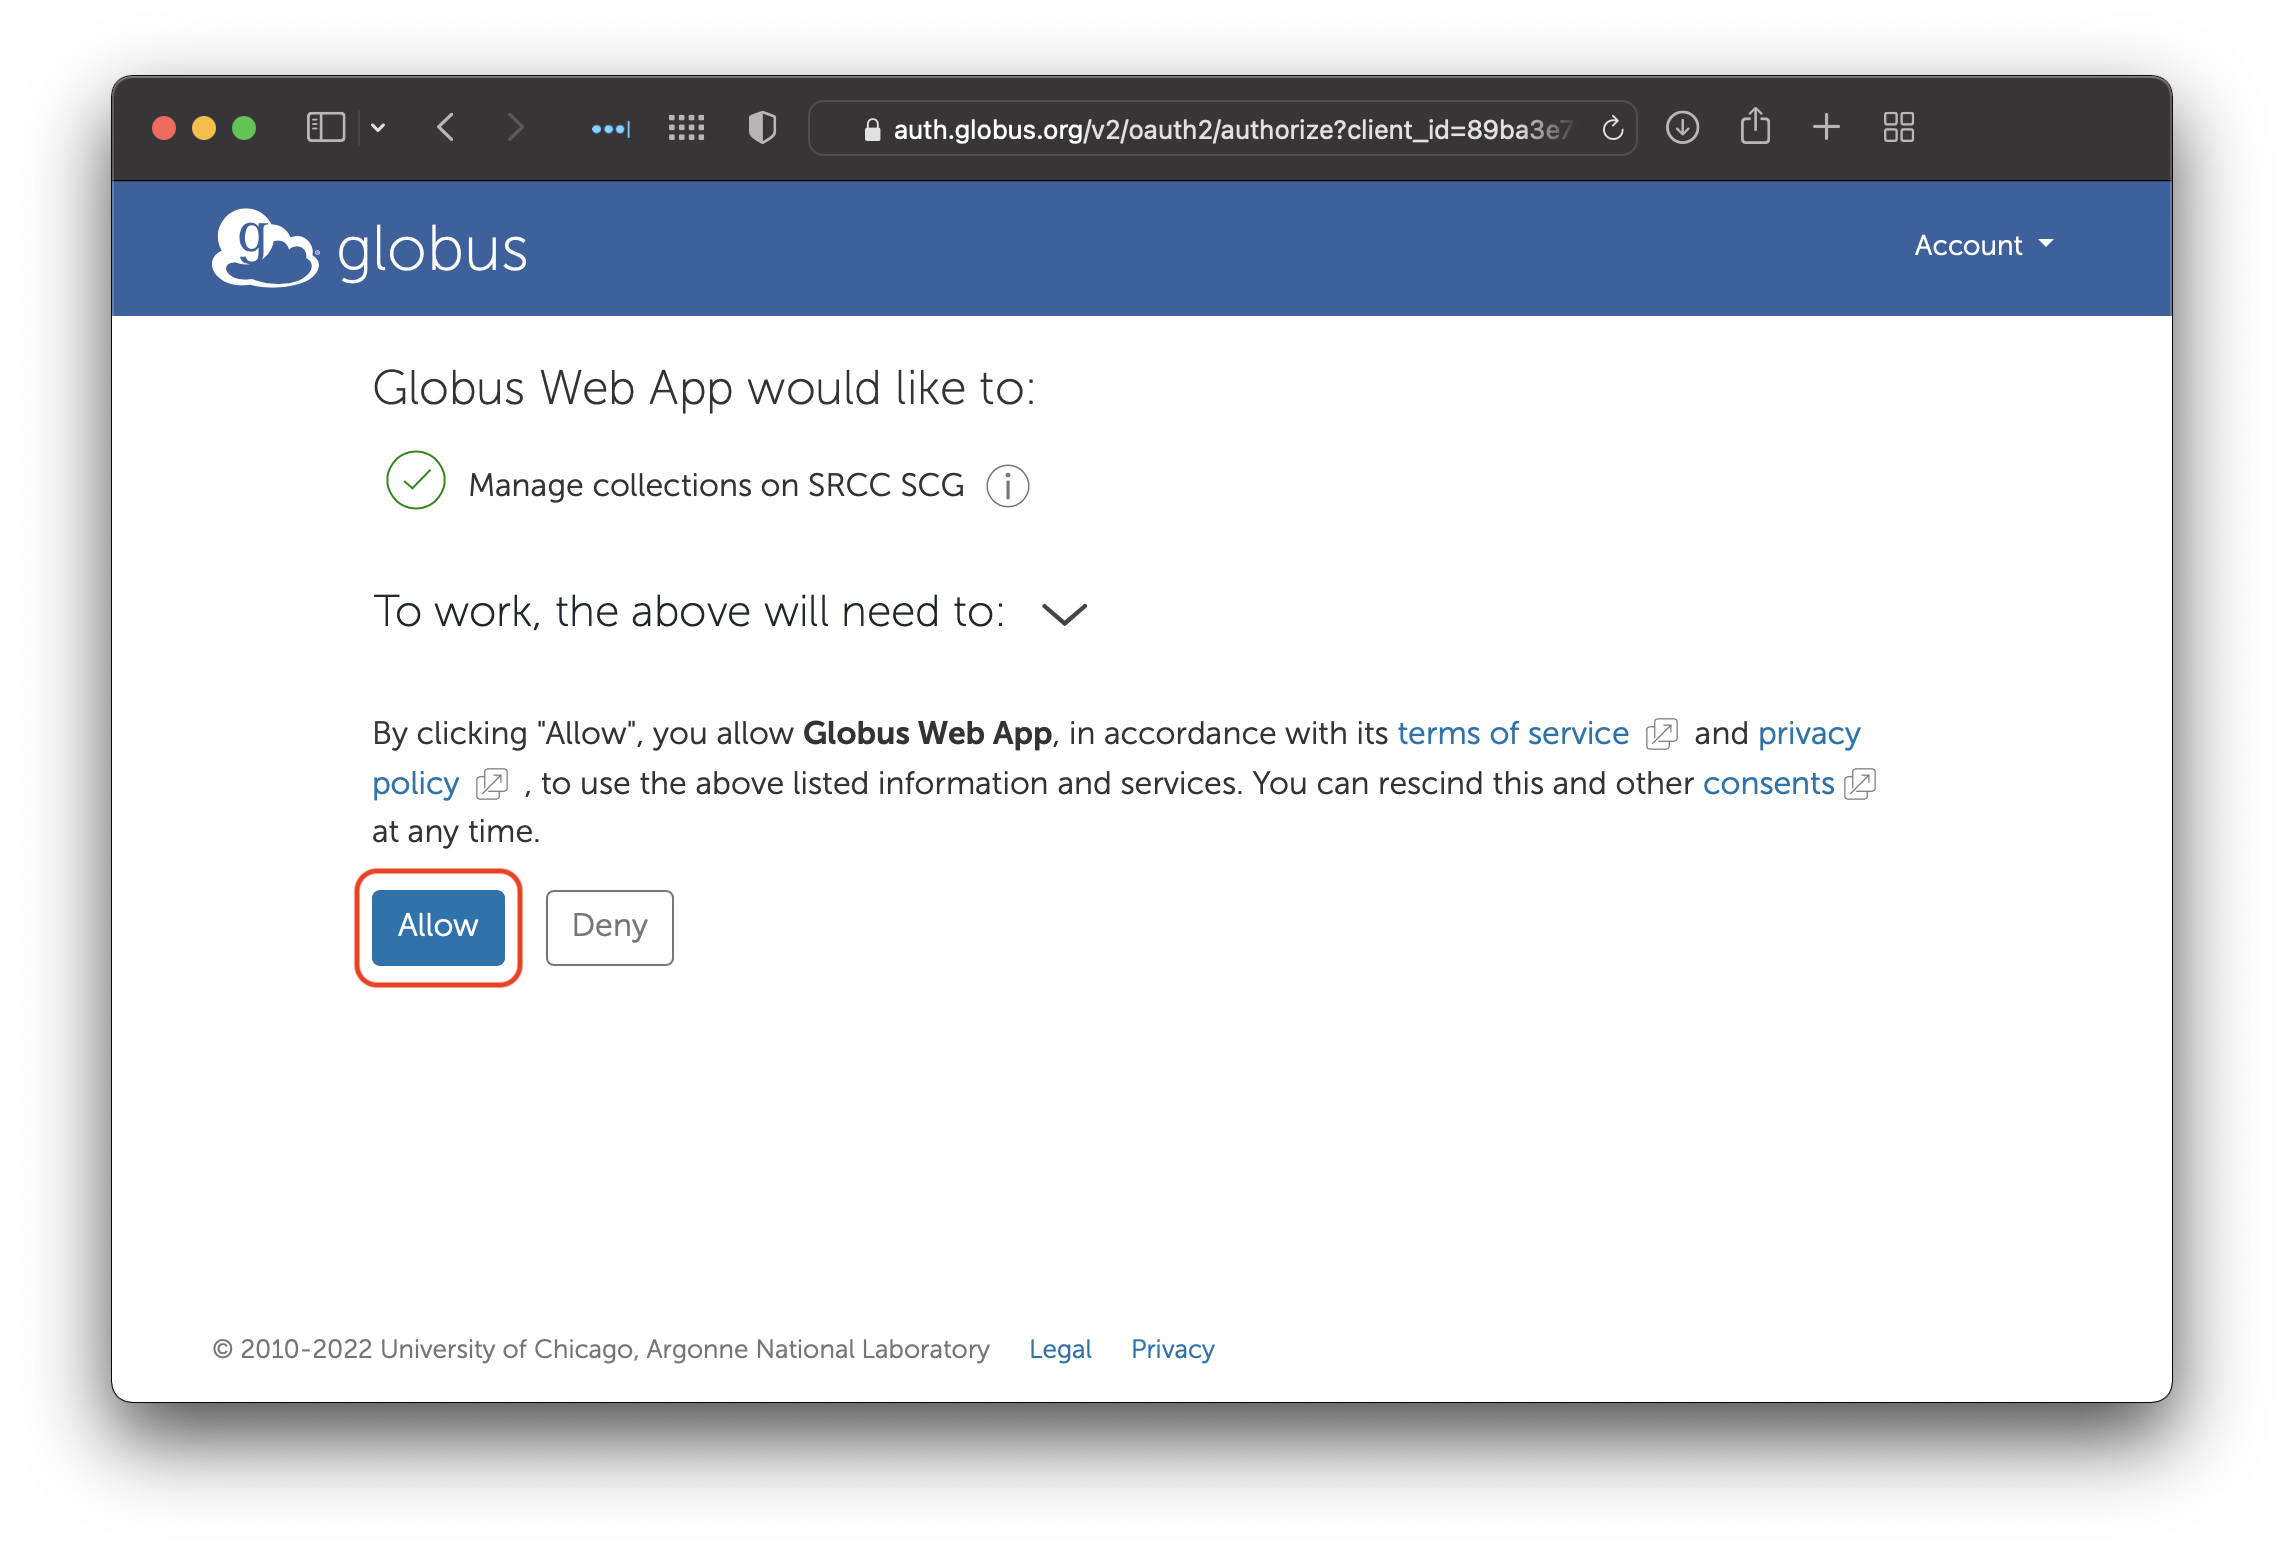 auth.globus.org/v2/oauth2/authorize?client_id=89ba3e7
globus
Account
Globus Web App would like to:
Manage collections on SRCC SCG
To work, the above will need to:
By clicking "Allow", you allow Globus Web App, in accordance with its terms of service and privacy
policy , to use the above listed information and services. You can rescind this and other consents
at any time.
Allow Deny
© 2010-2022 University of Chicago, Argonne National Laboratory Legal Privacy